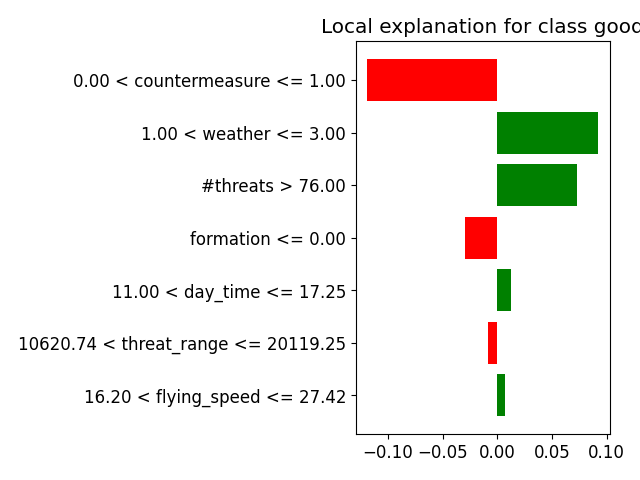 Local explanation for class good
0.00 < countermeasure <= 1.00
1.00 < weather <= 3.00
#threats > 76.00
formation <= 0.00
11.00 < day_time <= 17.25
10620.74 < threat_range <= 20119.25
16.20 < flying_speed <= 27.42
−0.10 −0.05 0.00 0.05 0.10